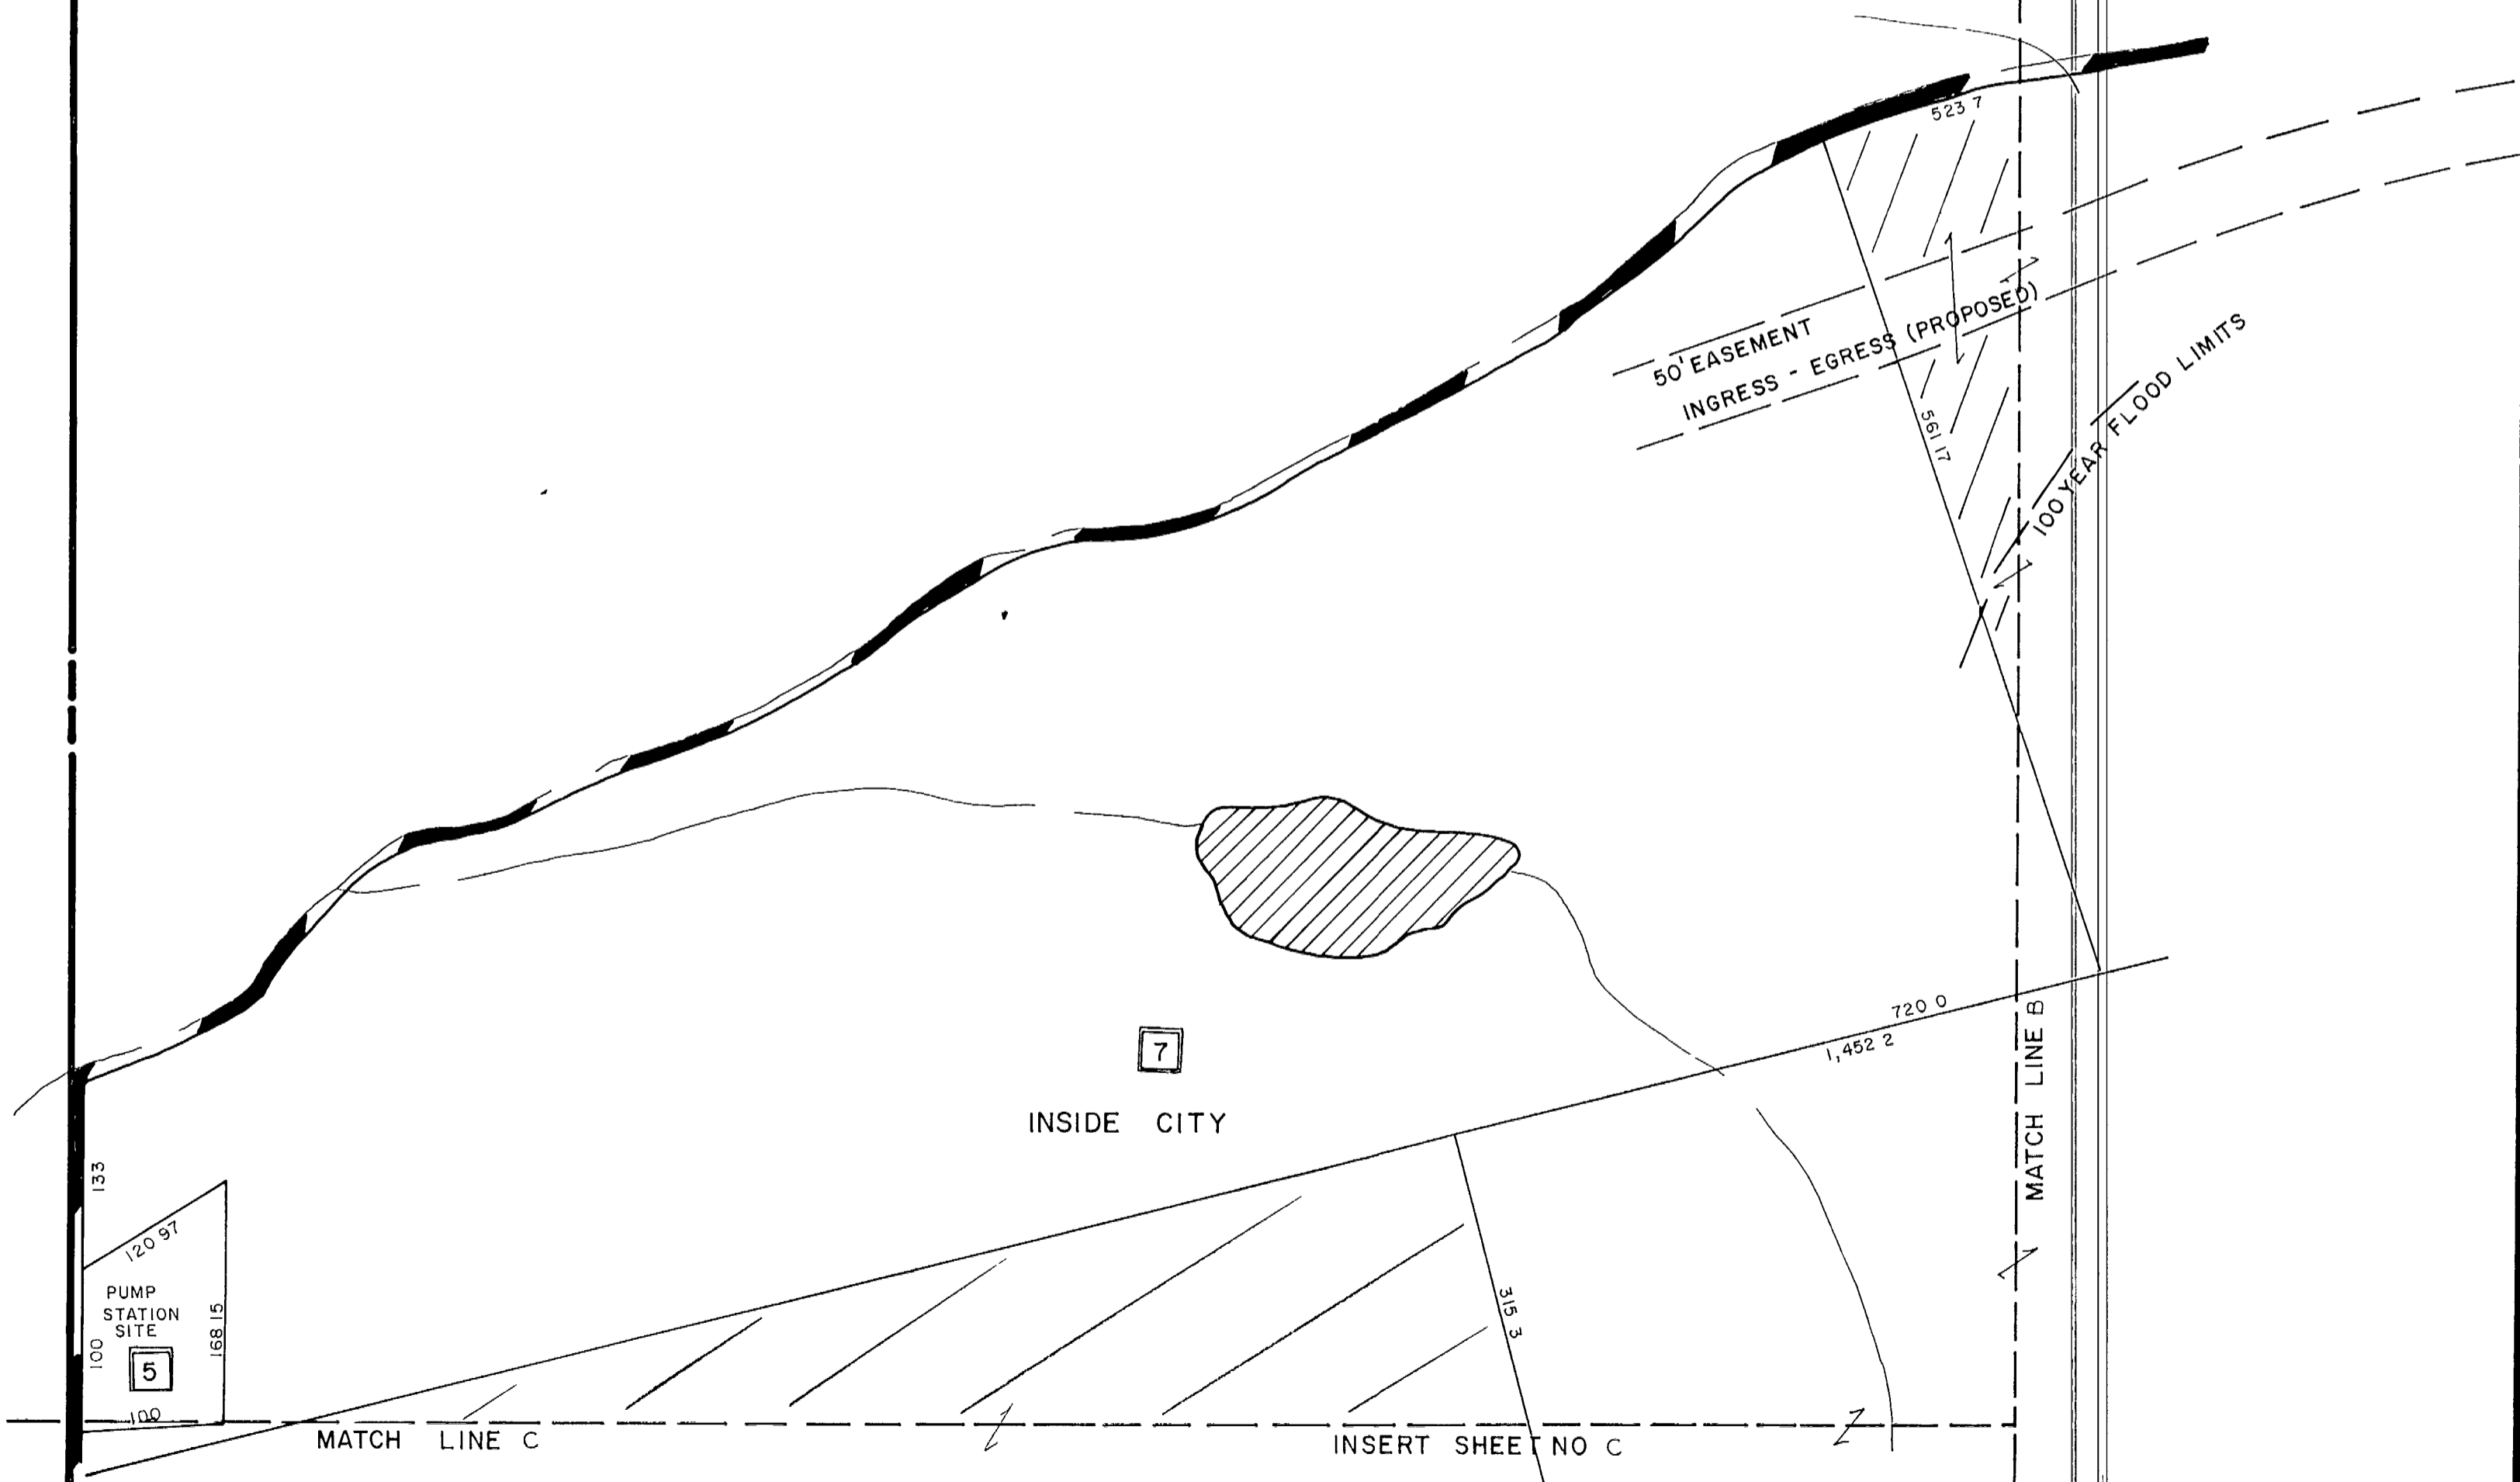 523 7
50' EASEMENT
INGRESS - EGRESS (PROPOSED)
561 17
100 YEAR FLOOD LIMITS
720 0
1,452 2
MATCH LINE B
7
INSIDE CITY
133
120 97
PUMP
STATION
SITE
100
168 15
5
100
315 3
MATCH LINE C
INSERT SHEET NO C